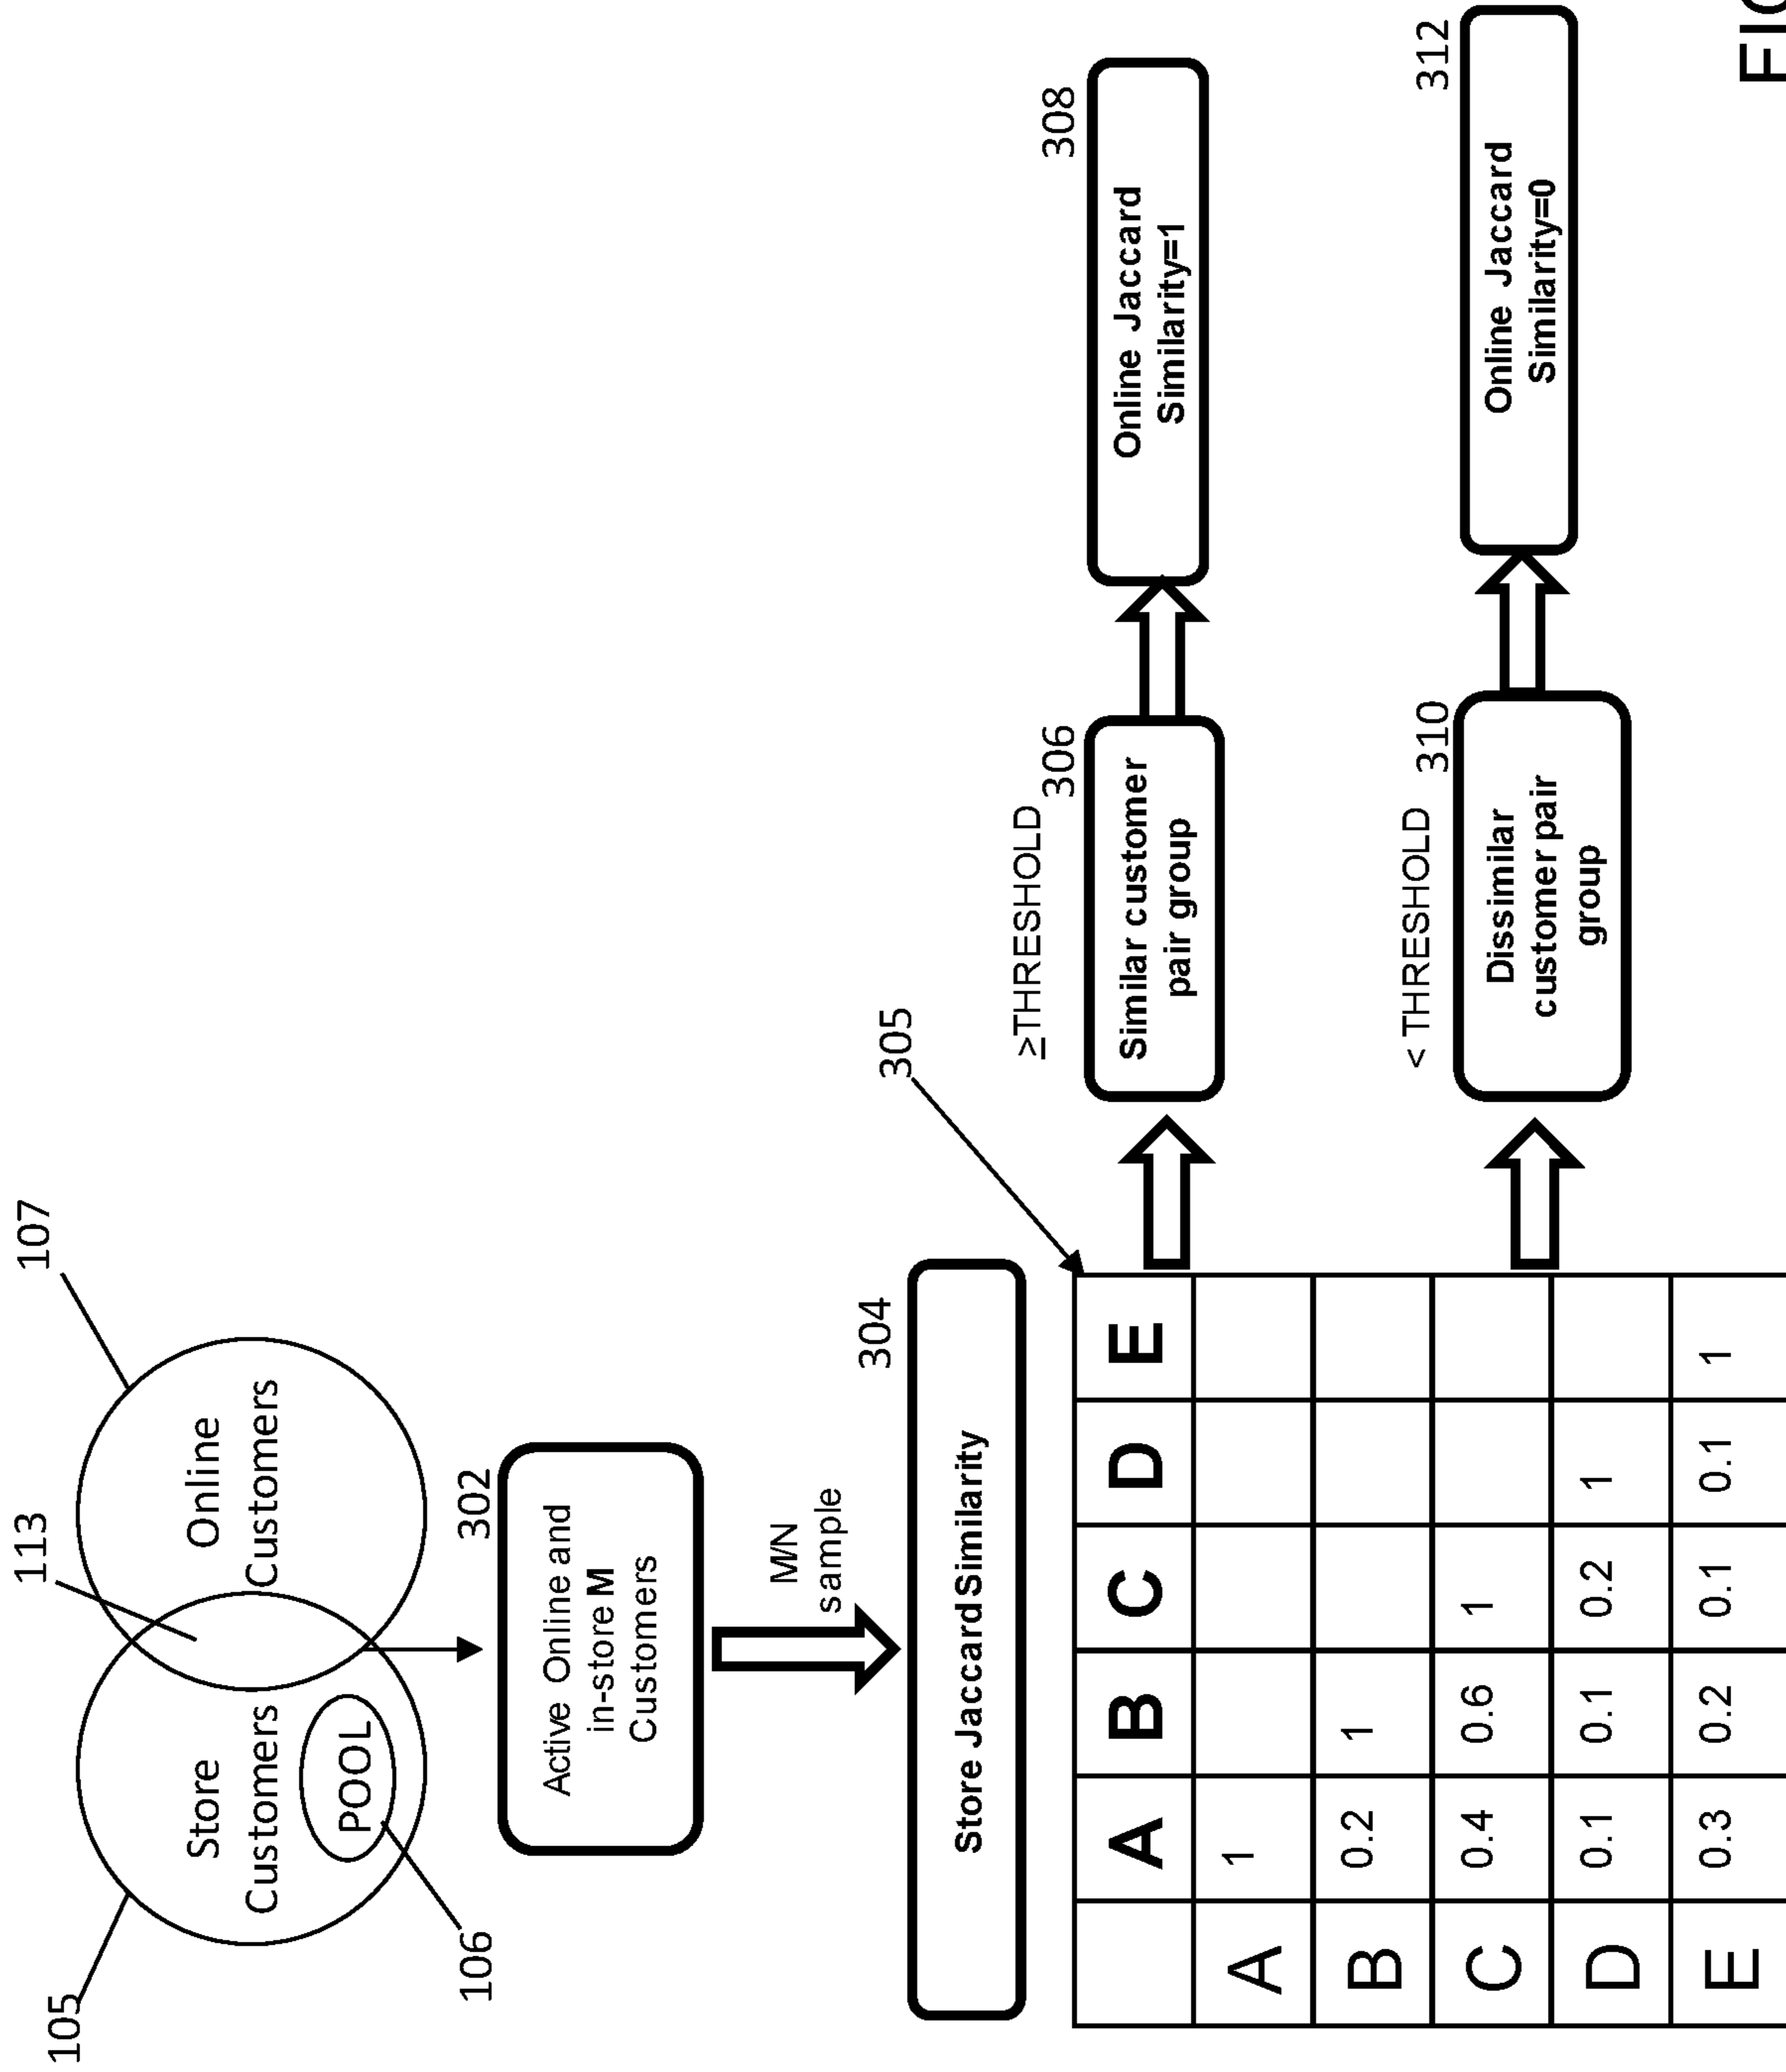 113
107
105
Store
Customers
Online
Customers
POOL
106
302
Active Online and
in-store M
Customers
M/N
sample
304
Store Jaccard Similarity
305
A B C D E
A 1
B 0.2 1
C 0.4 0.6 1
D 0.1 0.1 0.2 1
E 0.3 0.2 0.1 0.1 1
≥THRESHOLD
306
Similar customer
pair group
308
Online Jaccard
Similarity=1
< THRESHOLD
310
Dissimilar
customer pair
group
312
Online Jaccard
Similarity=0